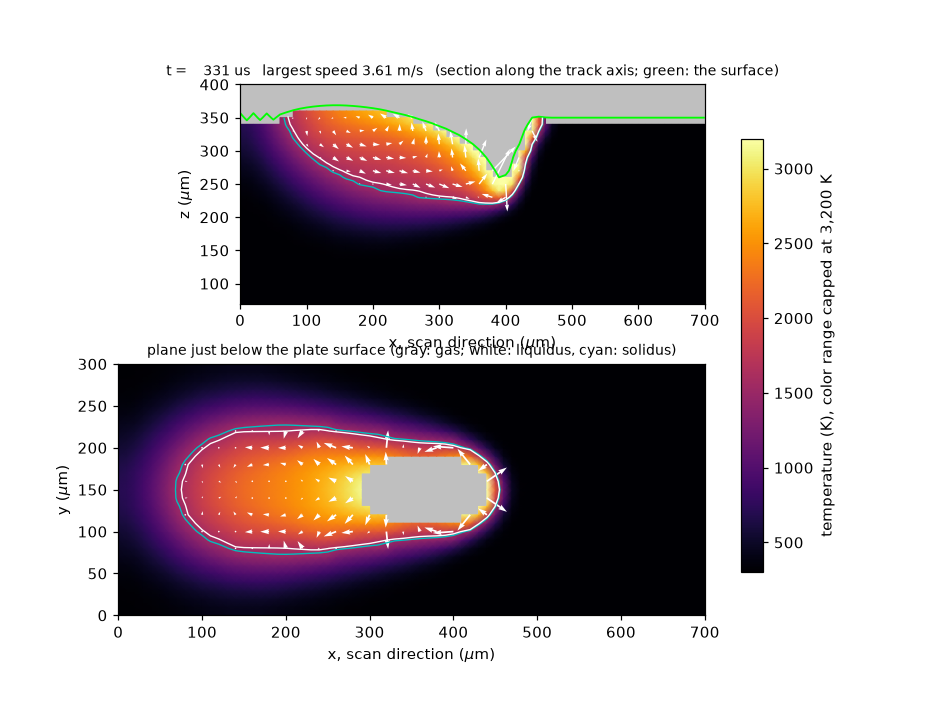 t =    331 us   largest speed 3.61 m/s   (section along the track axis; green: the surface)
400
350
300
250
200
150
100
z (μm)
0 100 200 300 400 500 600 700
x, scan direction (μm)
plane just below the plate surface (gray: gas; white: liquidus, cyan: solidus)
300
250
200
150
100
50
0
y (μm)
0 100 200 300 400 500 600 700
x, scan direction (μm)
3000
2500
2000
1500
1000
500
temperature (K), color range capped at 3,200 K